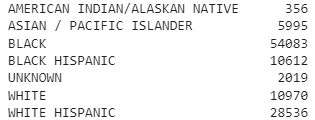 AMERICAN INDIAN/ALASKAN NATIVE 356
ASIAN / PACIFIC ISLANDER 5995
BLACK 54083
BLACK HISPANIC 10612
UNKNOWN 2019
WHITE 10970
WHITE HISPANIC 28536